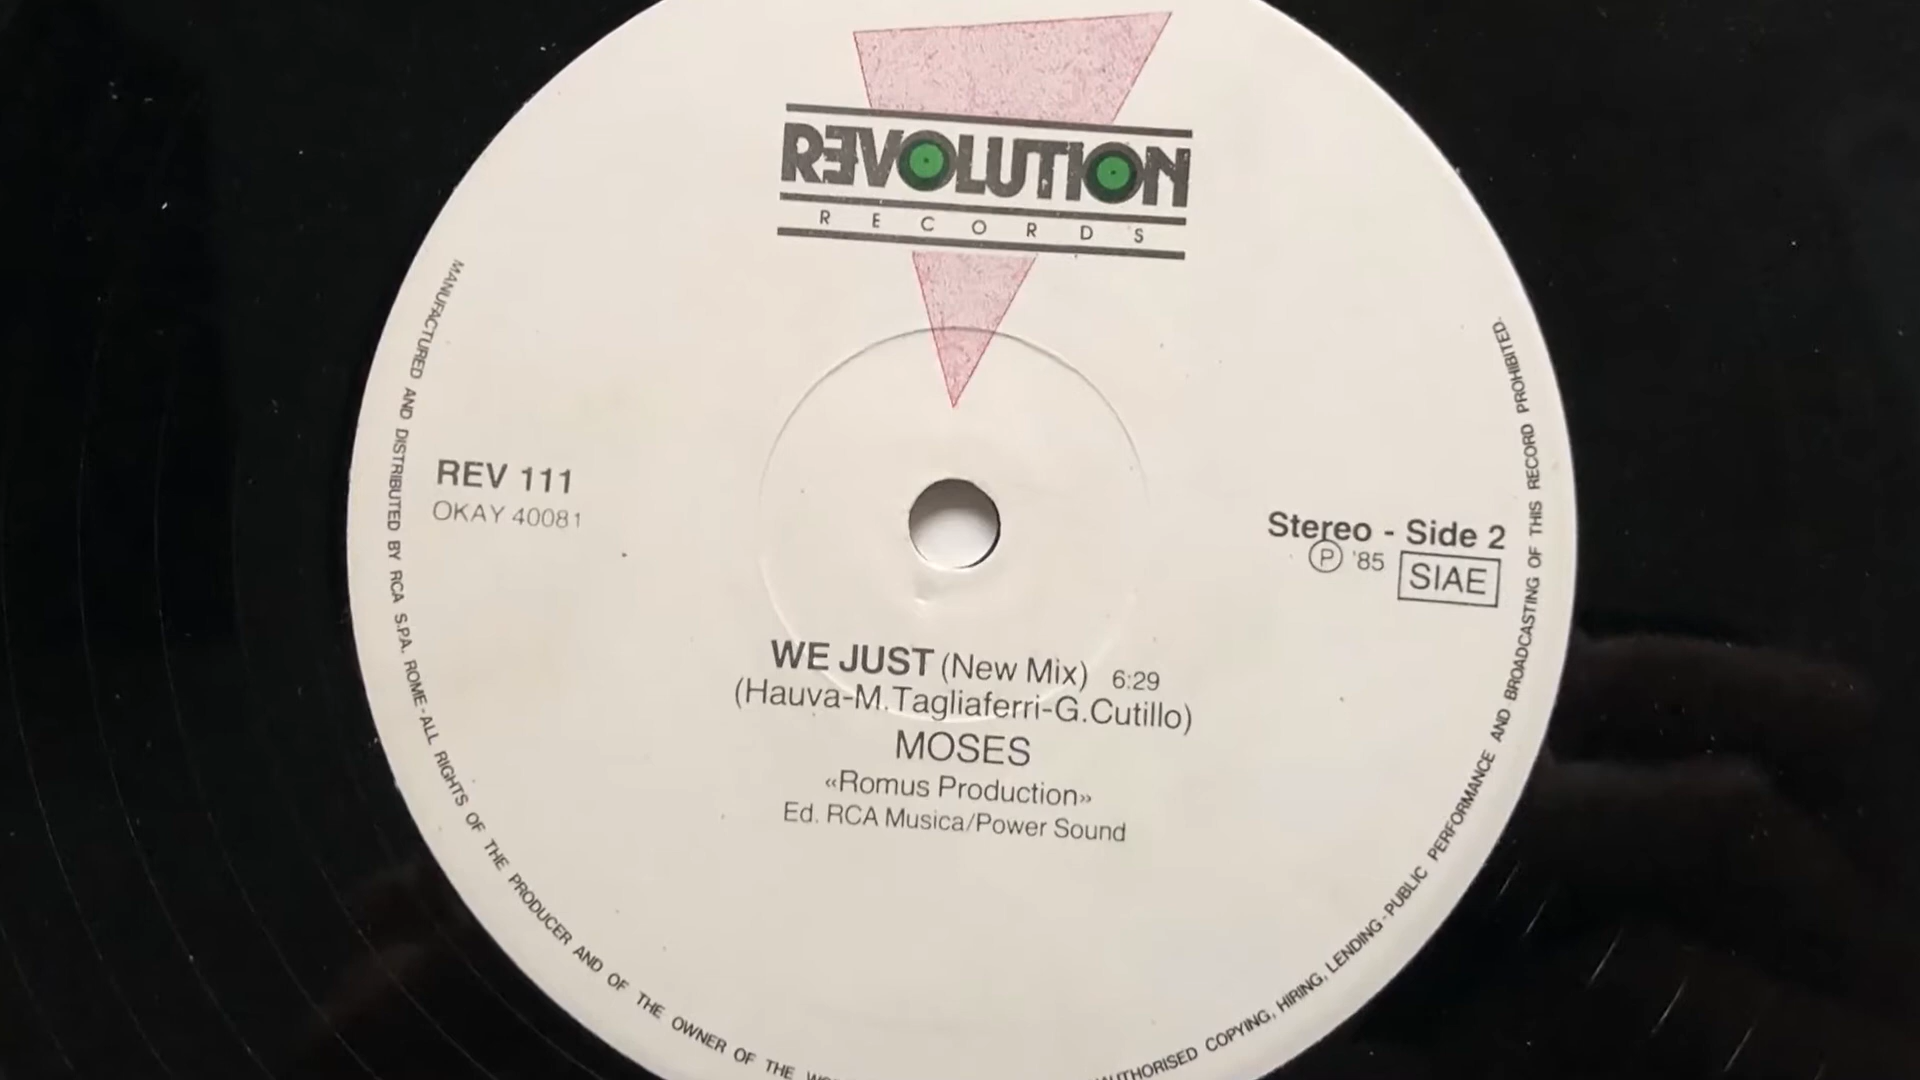 REVOLUTION
RECORDS
REV 111
OKAY 40081
Stereo - Side 2
Ⓟ '85 SIAE
WE JUST (New Mix) 6:29
(Hauva-M.Tagliaferri-G.Cutillo)
MOSES
«Romus Production»
Ed. RCA Musica/Power Sound
MANUFACTURED AND DISTRIBUTED BY RCA S.P.A. ROME - ALL RIGHTS OF THE PRODUCER AND OF THE OWNER OF THE
COPYING, HIRING, LENDING - PUBLIC PERFORMANCE AND BROADCASTING OF THIS RECORD PROHIBITED.